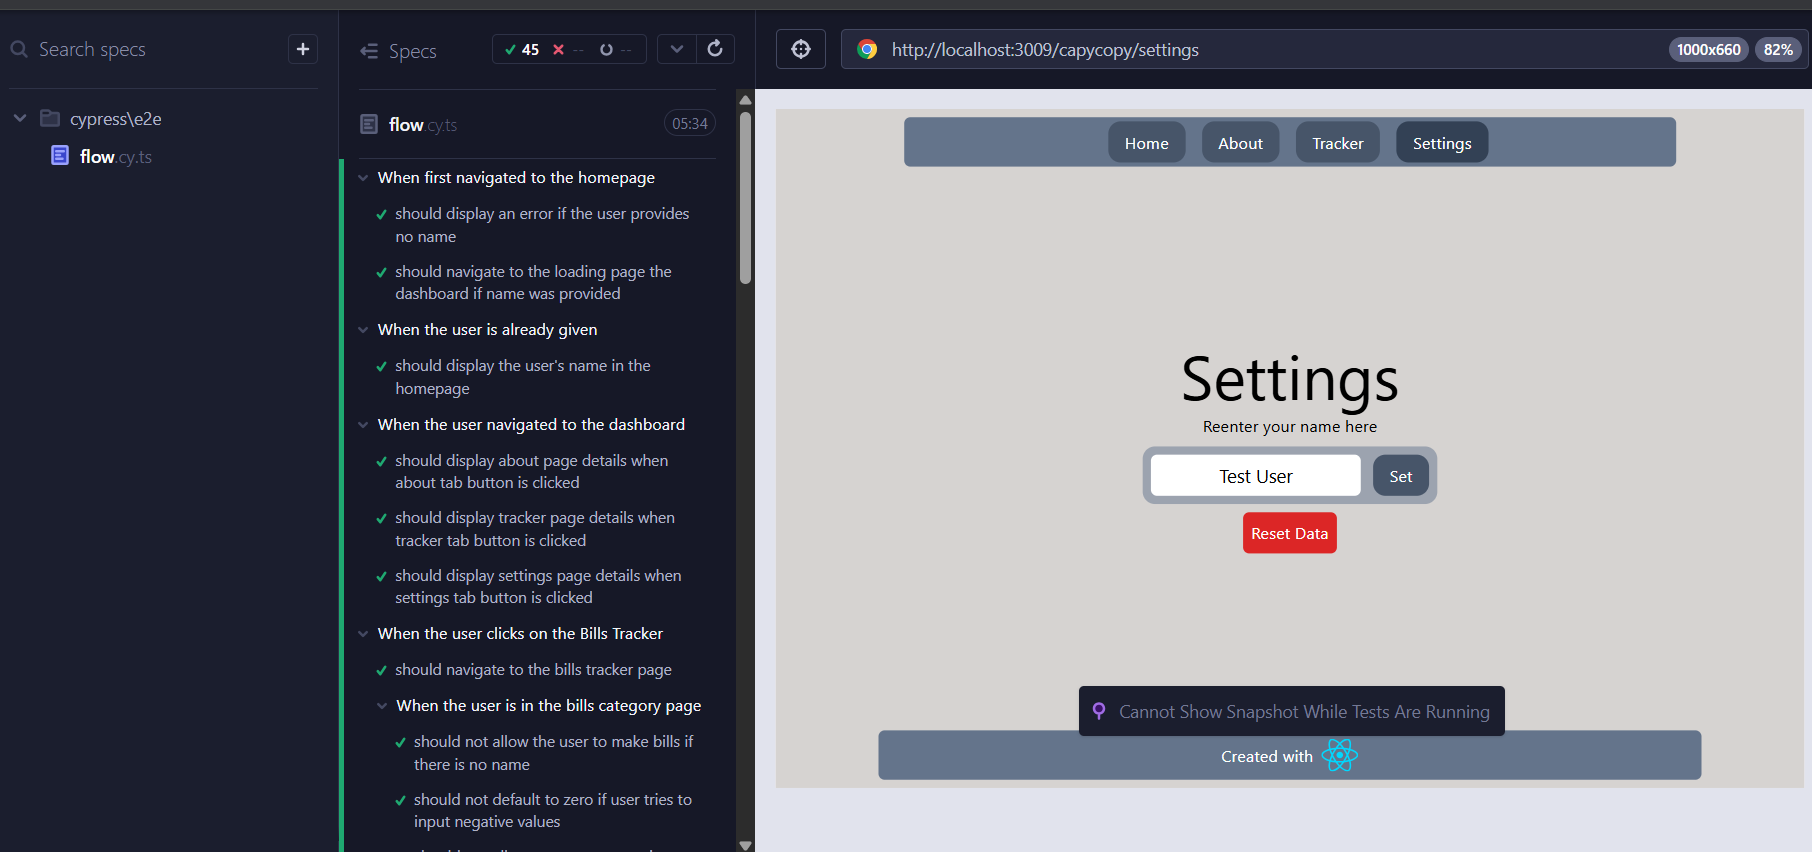 Search specs
+
cypress\e2e
flow.cy.ts
Specs
45 -- --
flow.cy.ts
05:34
When first navigated to the homepage
should display an error if the user provides
no name
should navigate to the loading page the
dashboard if name was provided
When the user is already given
should display the user's name in the
homepage
When the user navigated to the dashboard
should display about page details when
about tab button is clicked
should display tracker page details when
tracker tab button is clicked
should display settings page details when
settings tab button is clicked
When the user clicks on the Bills Tracker
should navigate to the bills tracker page
When the user is in the bills category page
should not allow the user to make bills if
there is no name
should not default to zero if user tries to
input negative values
http://localhost:3009/capycopy/settings
1000x660 82%
Home About Tracker Settings
Settings
Reenter your name here
Test User Set
Reset Data
Cannot Show Snapshot While Tests Are Running
Created with